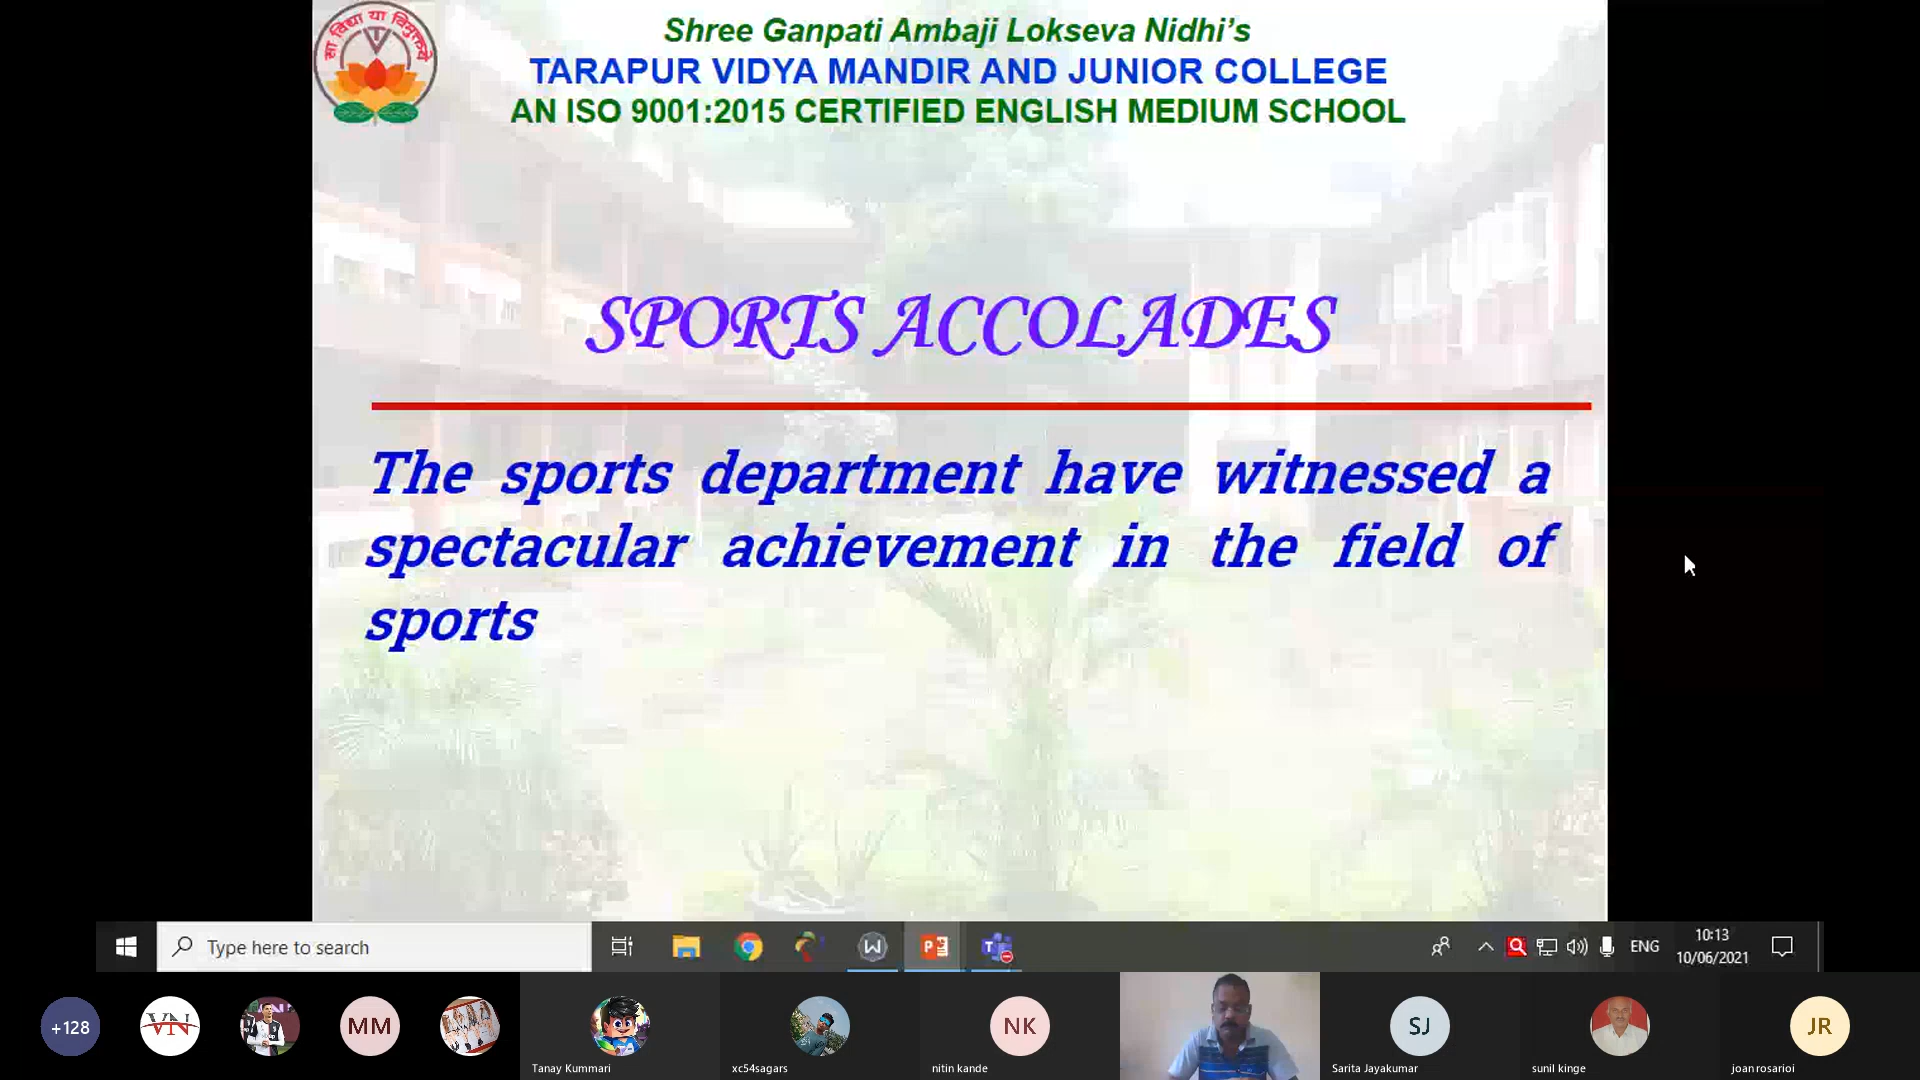 सा विद्या या विमुक्तये
Shree Ganpati Ambaji Lokseva Nidhi's
TARAPUR VIDYA MANDIR AND JUNIOR COLLEGE
AN ISO 9001:2015 CERTIFIED ENGLISH MEDIUM SCHOOL
SPORTS ACCOLADES
The sports department have witnessed a
spectacular achievement in the field of
sports
Type here to search
ENG
10:13
10/06/2021
+128
VN
MM
NK
SJ
JR
Tanay Kummari
xc54sagars
nitin kande
Sarita Jayakumar
sunil kinge
joan rosarioi